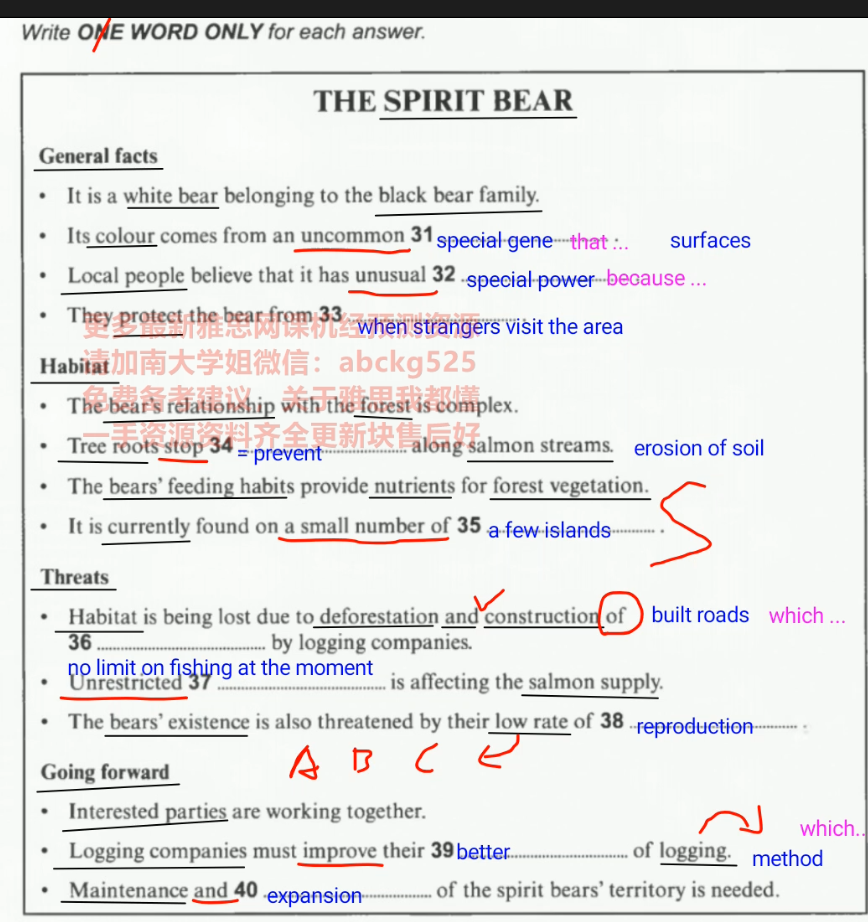 Write ONE WORD ONLY for each answer.
THE SPIRIT BEAR
General facts
• It is a white bear belonging to the black bear family.
• Its colour comes from an uncommon 31 special gene that ... . surfaces
• Local people believe that it has unusual 32 special power because ...
• They protect the bear from 33
when strangers visit the area
更多最新雅思网课机经预测资源
请加南大学姐微信：abckg525
免费备考建议，关于雅思我都懂
一手资源资料齐全更新块售后好
Habitat
• The bear's relationship with the forest is complex.
• Tree roots stop 34 = prevent along salmon streams. erosion of soil
• The bears' feeding habits provide nutrients for forest vegetation.
• It is currently found on a small number of 35 a few islands .
Threats
• Habitat is being lost due to deforestation and construction of built roads which ...
36 by logging companies.
no limit on fishing at the moment
• Unrestricted 37 is affecting the salmon supply.
• The bears' existence is also threatened by their low rate of 38 reproduction .
A B C
Going forward
• Interested parties are working together.
which..
• Logging companies must improve their 39 better of logging. method
• Maintenance and 40 expansion of the spirit bears' territory is needed.